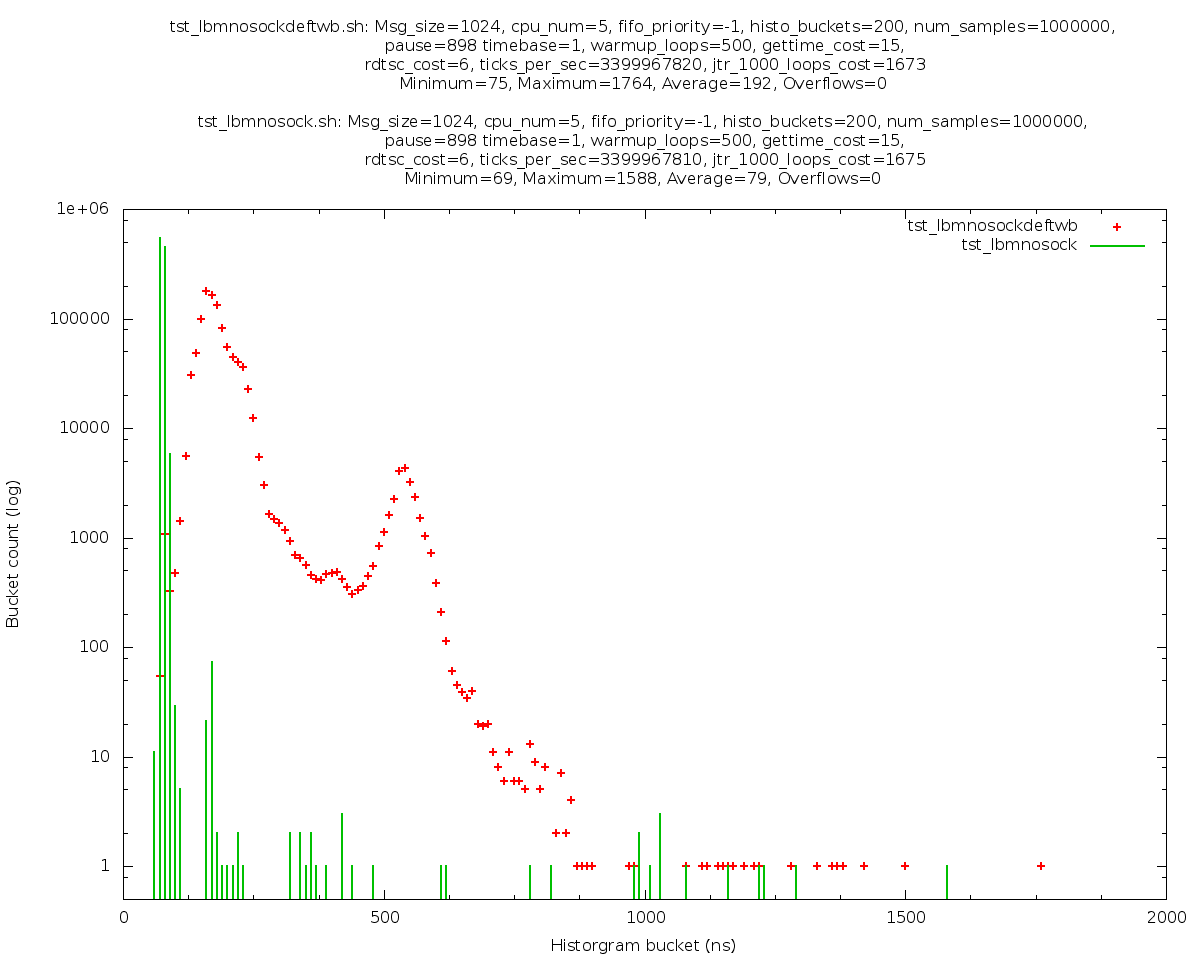 tst_lbmnosockdeftwb.sh: Msg_size=1024, cpu_num=5, fifo_priority=-1, histo_buckets=200, num_samples=1000000,
pause=898 timebase=1, warmup_loops=500, gettime_cost=15,
rdtsc_cost=6, ticks_per_sec=3399967820, jtr_1000_loops_cost=1673
Minimum=75, Maximum=1764, Average=192, Overflows=0
tst_lbmnosock.sh: Msg_size=1024, cpu_num=5, fifo_priority=-1, histo_buckets=200, num_samples=1000000,
pause=898 timebase=1, warmup_loops=500, gettime_cost=15,
rdtsc_cost=6, ticks_per_sec=3399967810, jtr_1000_loops_cost=1675
Minimum=69, Maximum=1588, Average=79, Overflows=0
tst_lbmnosockdeftwb
tst_lbmnosock
1e+06
100000
10000
1000
100
10
1
Bucket count (log)
0 500 1000 1500 2000
Historgram bucket (ns)